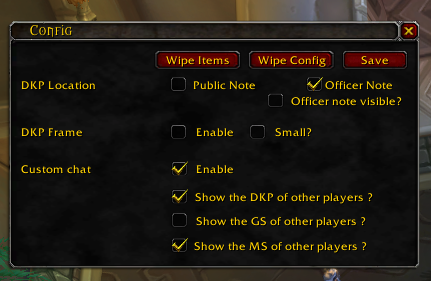 Config
Wipe Items Wipe Config Save
DKP Location Public Note Officer Note
Officer note visible?
DKP Frame Enable Small?
Custom chat Enable
Show the DKP of other players ?
Show the GS of other players ?
Show the MS of other players ?